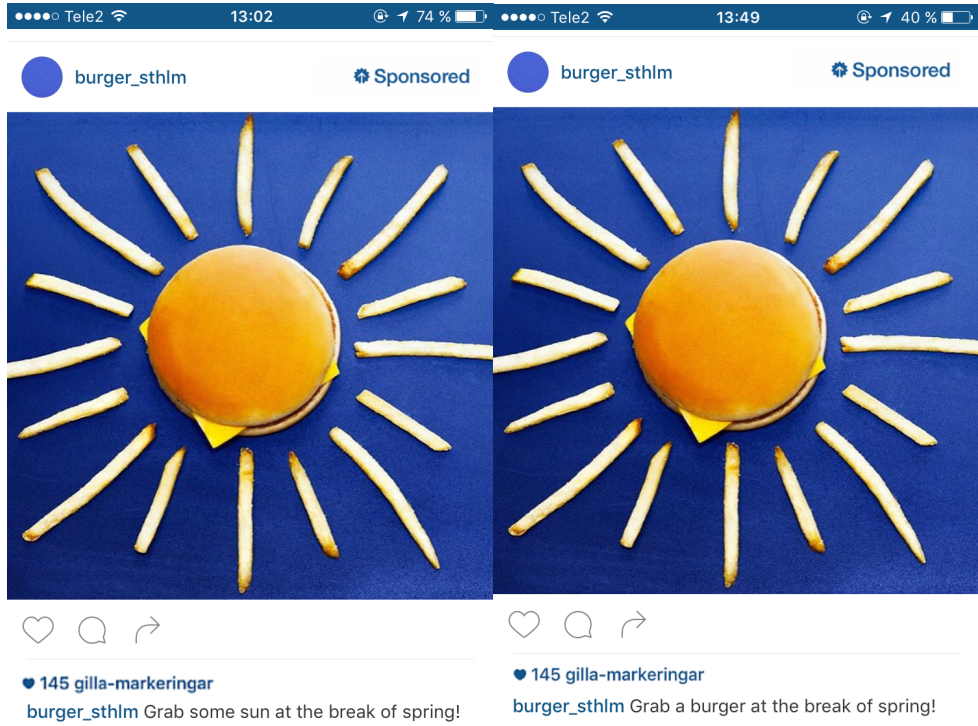 Tele2 13:02 74 %
burger_sthlm Sponsored
145 gilla-markeringar
burger_sthlm Grab some sun at the break of spring!
Tele2 13:49 40 %
burger_sthlm Sponsored
145 gilla-markeringar
burger_sthlm Grab a burger at the break of spring!